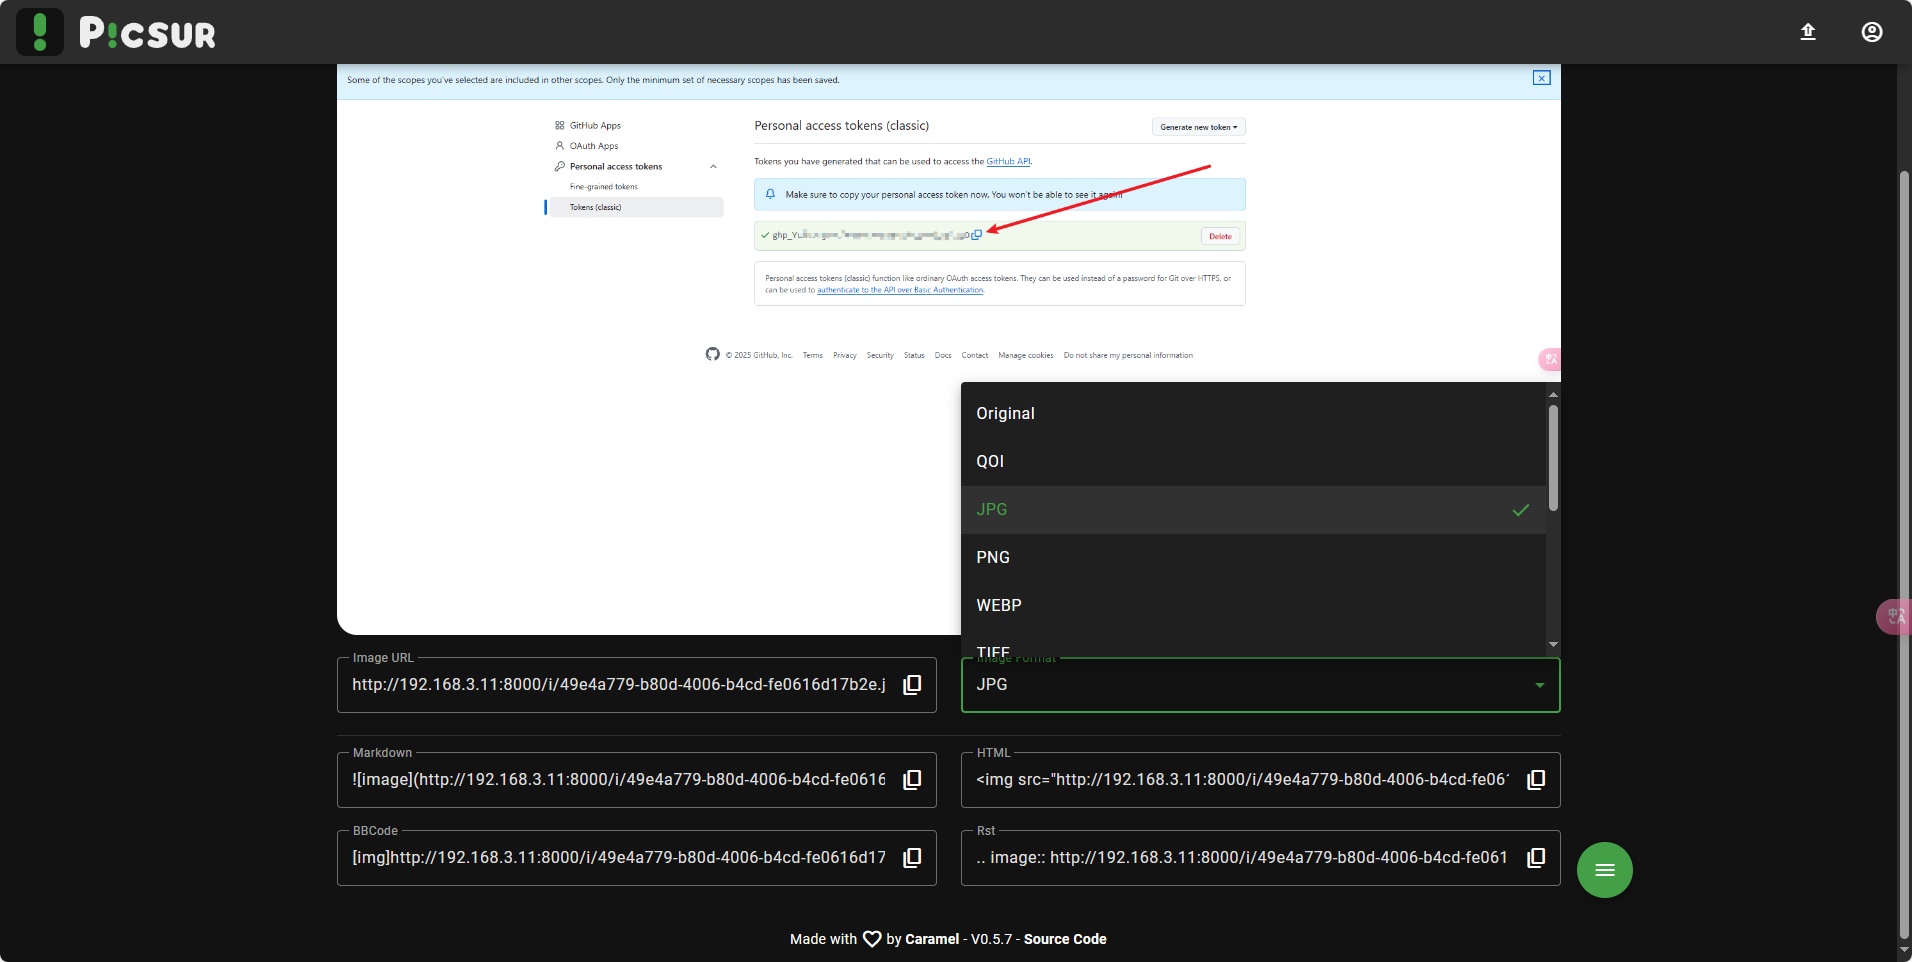 P!CSUR
Some of the scopes you've selected are included in other scopes. Only the minimum set of necessary scopes has been saved.
GitHub Apps
OAuth Apps
Personal access tokens
Fine-grained tokens
Tokens (classic)
Personal access tokens (classic)
Generate new token
Tokens you have generated that can be used to access the GitHub API.
Make sure to copy your personal access token now. You won't be able to see it again!
Delete
Personal access tokens (classic) function like ordinary OAuth access tokens. They can be used instead of a password for Git over HTTPS, or
can be used to authenticate to the API over Basic Authentication.
© 2025 GitHub, Inc. Terms Privacy Security Status Docs Contact Manage cookies Do not share my personal information
Original
QOI
JPG
PNG
WEBP
TIFF
Image URL
http://192.168.3.11:8000/i/49e4a779-b80d-4006-b4cd-fe0616d17b2e.j
Image Format
JPG
Markdown
![image](http://192.168.3.11:8000/i/49e4a779-b80d-4006-b4cd-fe0616
HTML
<img src="http://192.168.3.11:8000/i/49e4a779-b80d-4006-b4cd-fe06
BBCode
[img]http://192.168.3.11:8000/i/49e4a779-b80d-4006-b4cd-fe0616d17
Rst
.. image:: http://192.168.3.11:8000/i/49e4a779-b80d-4006-b4cd-fe061
Made with by Caramel - V0.5.7 - Source Code